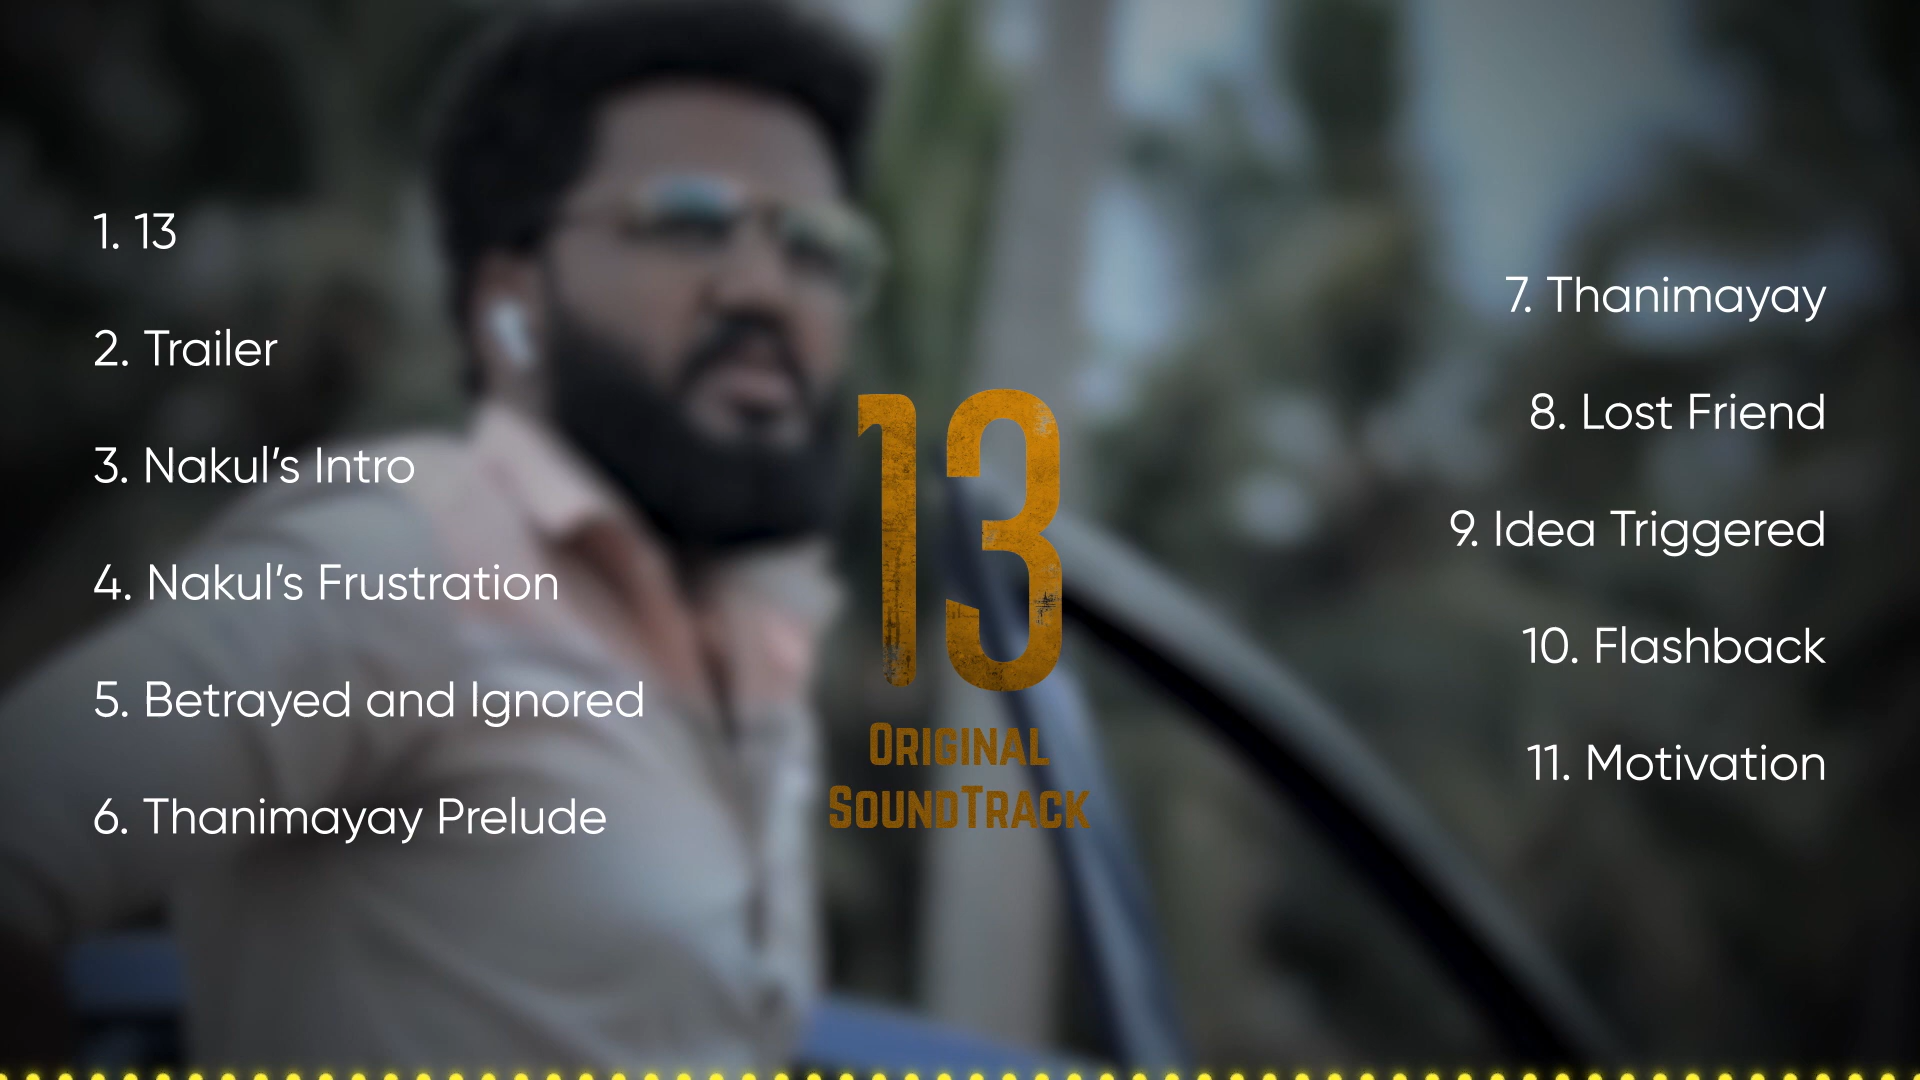 1. 13
2. Trailer
3. Nakul’s Intro
4. Nakul’s Frustration
5. Betrayed and Ignored
6. Thanimayay Prelude
13
Original
SoundTrack
7. Thanimayay
8. Lost Friend
9. Idea Triggered
10. Flashback
11. Motivation